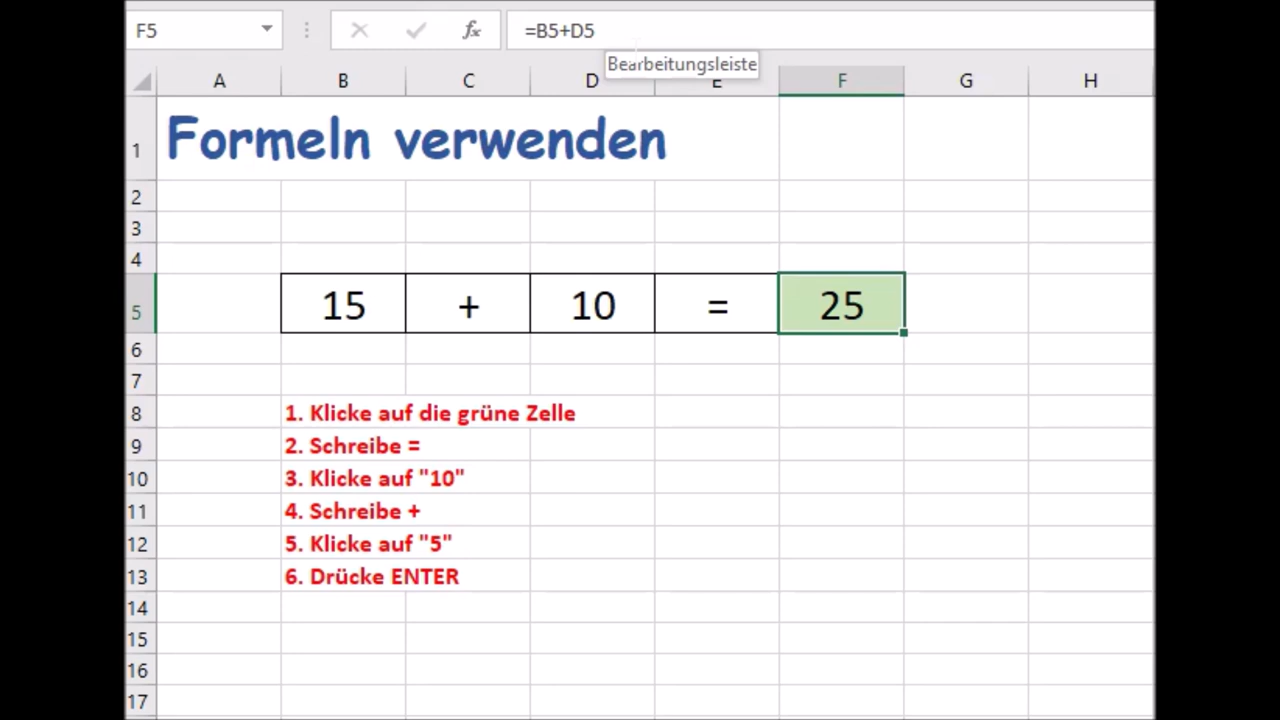 F5 fx =B5+D5
Bearbeitungsleiste
A B C D E F G H
1 Formeln verwenden
2
3
4
5 15 + 10 = 25
6
7
8 1. Klicke auf die grüne Zelle
9 2. Schreibe =
10 3. Klicke auf "10"
11 4. Schreibe +
12 5. Klicke auf "5"
13 6. Drücke ENTER
14
15
16
17